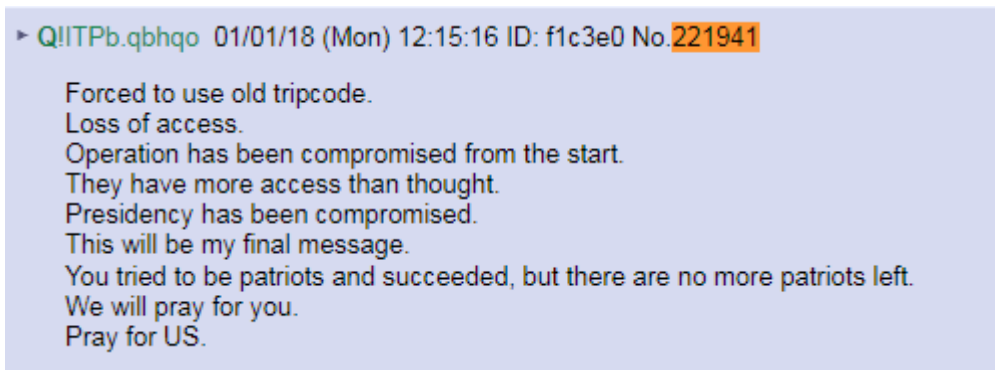 ► Q!ITPb.qbhqo 01/01/18 (Mon) 12:15:16 ID: f1c3e0 No.221941
Forced to use old tripcode.
Loss of access.
Operation has been compromised from the start.
They have more access than thought.
Presidency has been compromised.
This will be my final message.
You tried to be patriots and succeeded, but there are no more patriots left.
We will pray for you.
Pray for US.